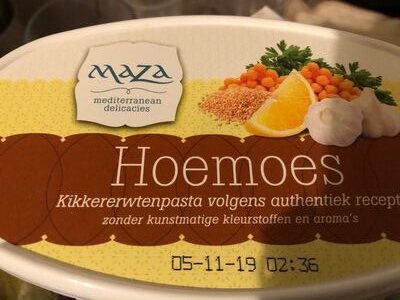 MAZA
mediterranean
delicacies
Hoemoes
Kikkererwtenpasta volgens authentiek recept
zonder kunstmatige kleurstoffen en aroma's
05-11-19 02:36